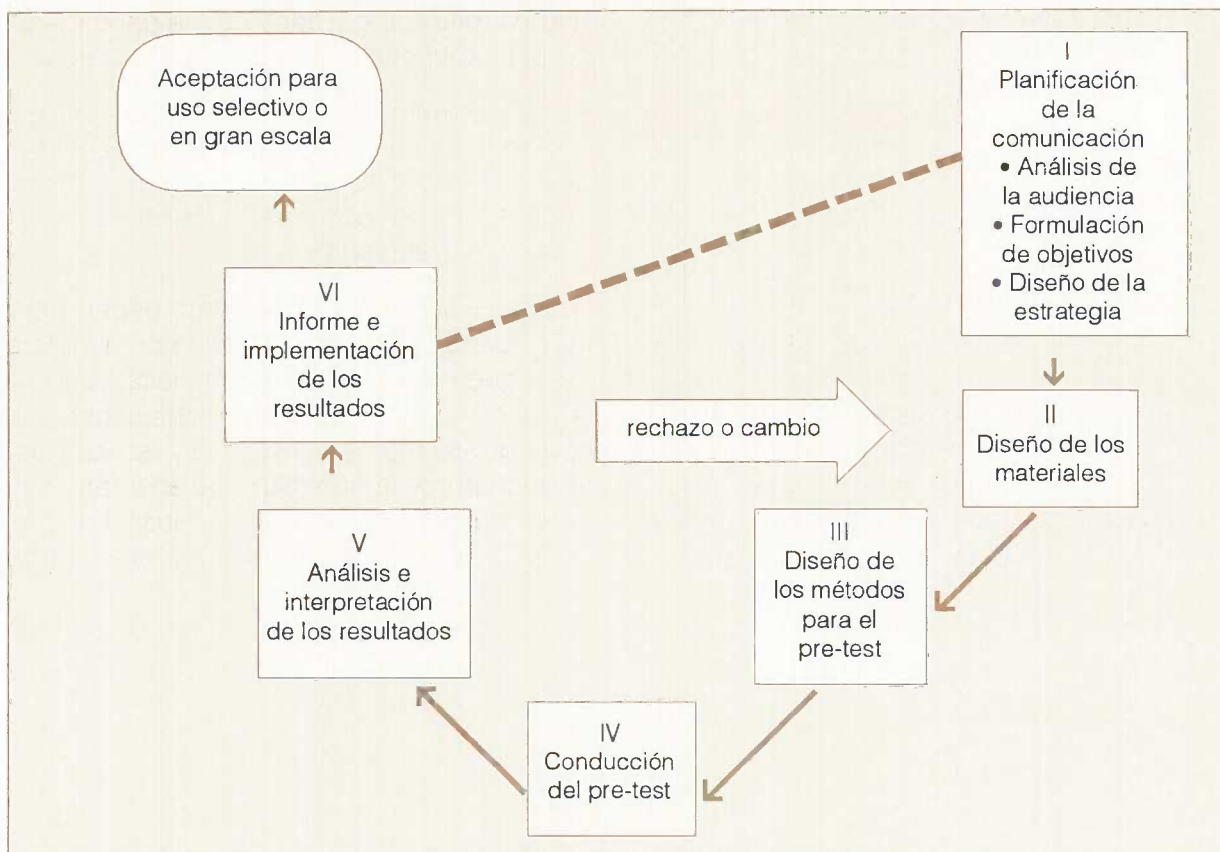 Aceptación para
uso selectivo o
en gran escala
I
Planificación
de la
comunicación
• Análisis de
la audiencia
• Formulación
de objetivos
• Diseño de la
estrategia
VI
Informe e
implementación
de los
resultados
rechazo o cambio
II
Diseño de los
materiales
III
Diseño de
los métodos
para el
pre-test
V
Análisis e
interpretación
de los resultados
IV
Conducción
del pre-test